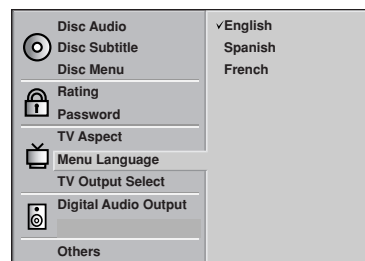 Disc Audio
Disc Subtitle
Disc Menu
Rating
Password
TV Aspect
Menu Language
TV Output Select
Digital Audio Output
Others
✓English
Spanish
French